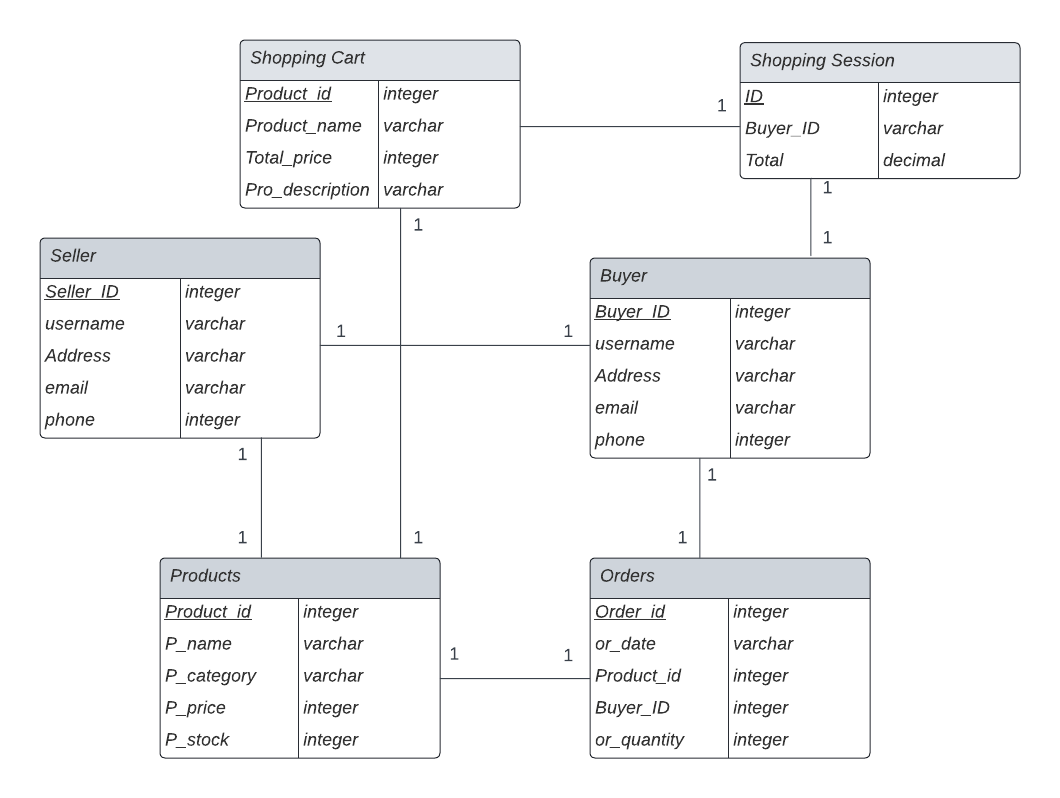 Shopping Cart
Product_id integer
Product_name varchar
Total_price integer
Pro_description varchar
1
Shopping Session
ID integer
Buyer_ID varchar
Total decimal
1
1
1
Seller
Seller_ID integer
username varchar
Address varchar
email varchar
phone integer
1
1
Buyer
Buyer_ID integer
username varchar
Address varchar
email varchar
phone integer
1
1
1
1
1
1
Products
Product_id integer
P_name varchar
P_category varchar
P_price integer
P_stock integer
1
1
Orders
Order_id integer
or_date varchar
Product_id integer
Buyer_ID integer
or_quantity integer